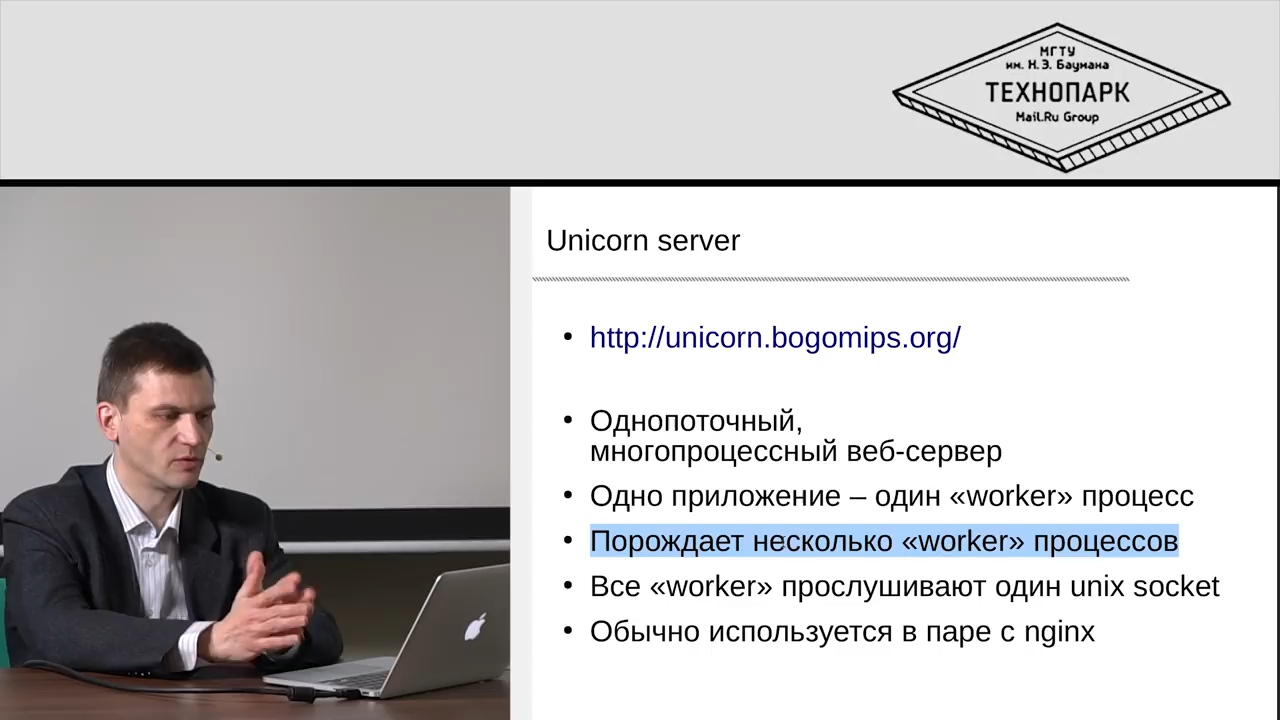 МГТУ
им. Н.Э. Баумана
ТЕХНОПАРК
Mail.Ru Group
Unicorn server
http://unicorn.bogomips.org/
Однопоточный,
многопроцессный веб-сервер
Одно приложение – один «worker» процесс
Порождает несколько «worker» процессов
Все «worker» прослушивают один unix socket
Обычно используется в паре с nginx